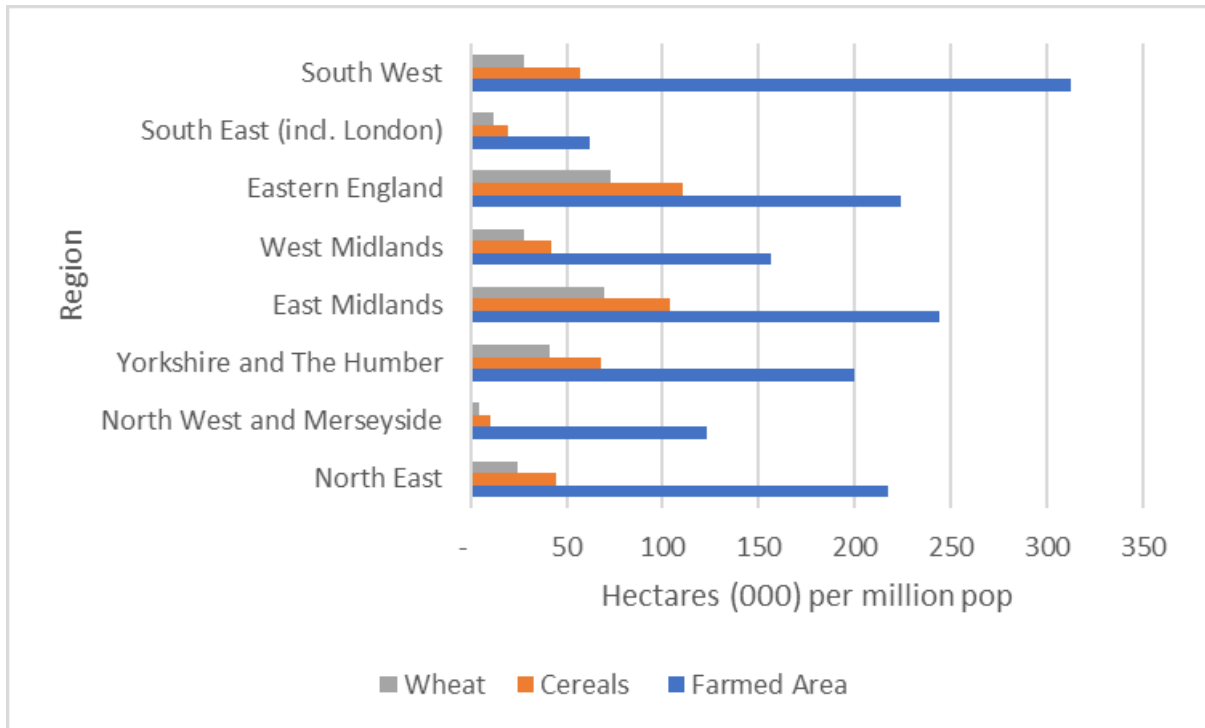 South West
South East (incl. London)
Eastern England
West Midlands
East Midlands
Yorkshire and The Humber
North West and Merseyside
North East
Region
- 50 100 150 200 250 300 350
Hectares (000) per million pop
Wheat Cereals Farmed Area